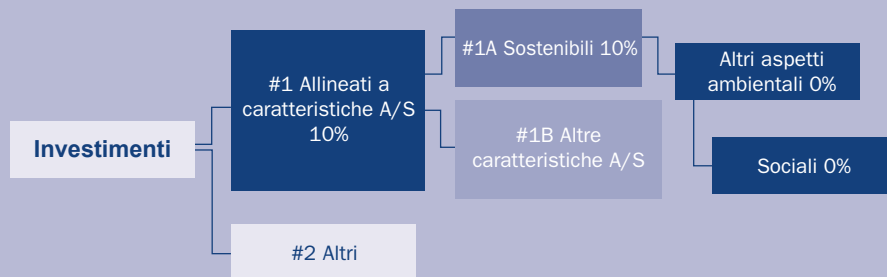 Investimenti
#1 Allineati a
caratteristiche A/S
10%
#2 Altri
#1A Sostenibili 10%
#1B Altre
caratteristiche A/S
Altri aspetti
ambientali 0%
Sociali 0%